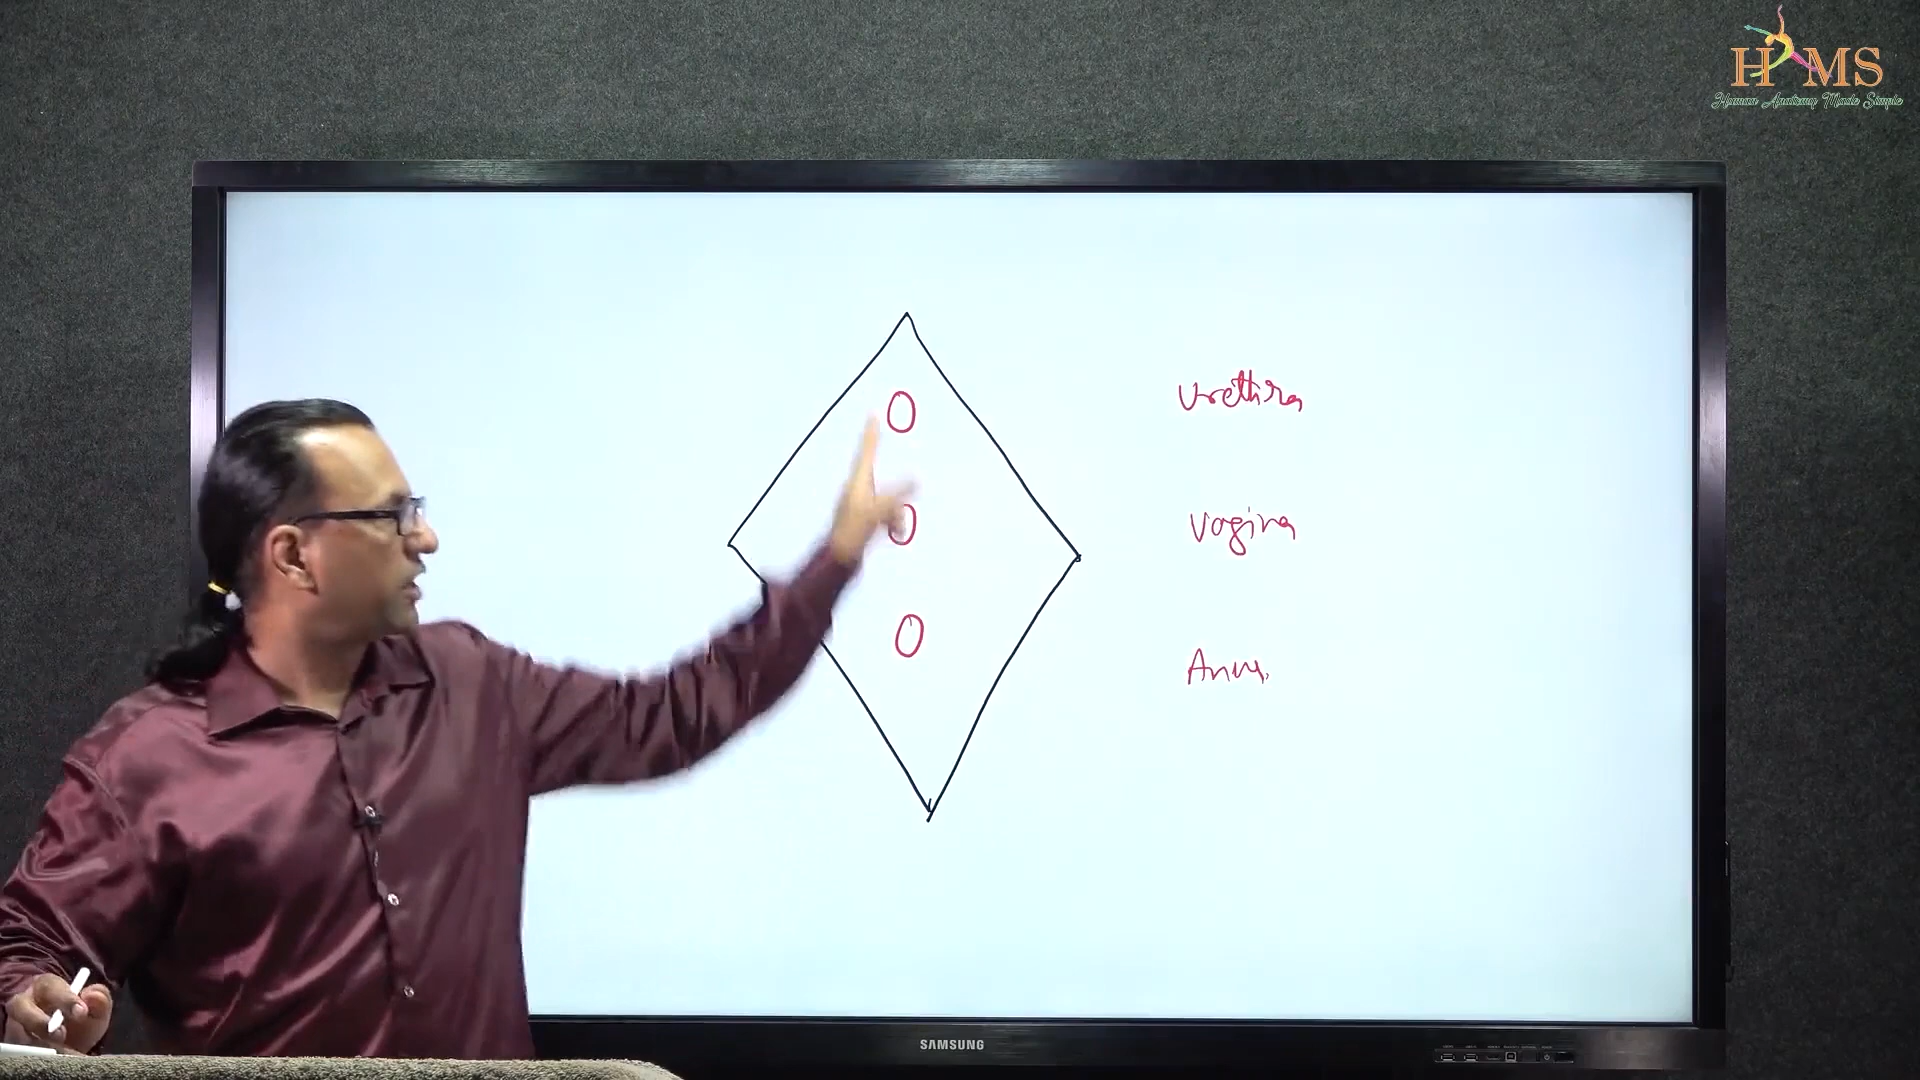 HAMS
Human Anatomy Made Simple
Urethra
Vagina
Anus.
SAMSUNG